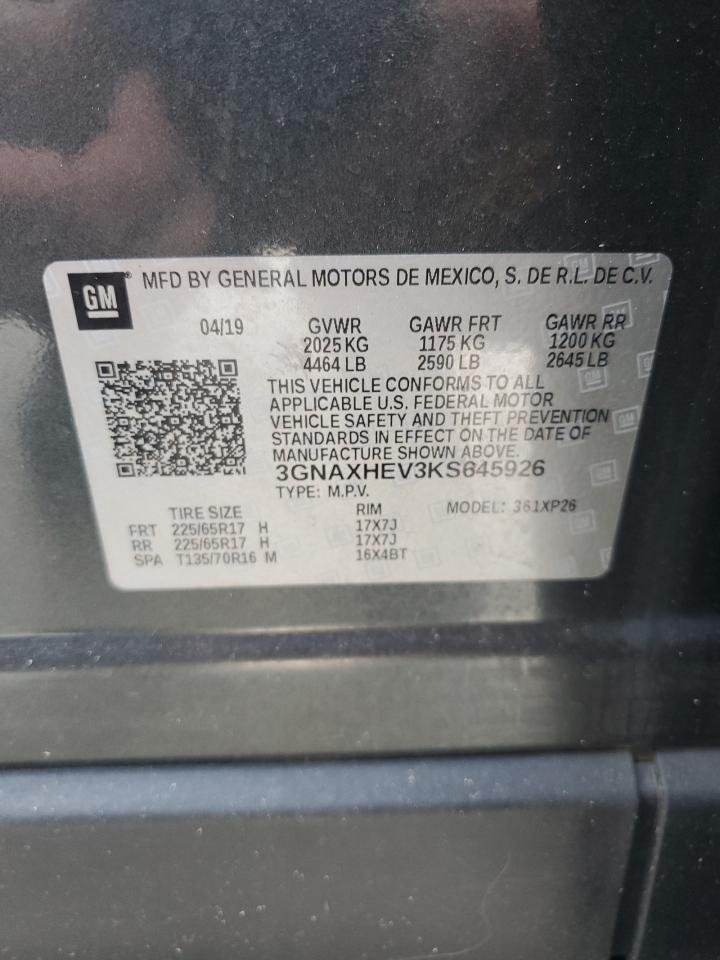 GM® MFD BY GENERAL MOTORS DE MEXICO, S. DE R.L. DE C.V.
04/19 GVWR GAWR FRT GAWR RR
2025 KG 1175 KG 1200 KG
4464 LB 2590 LB 2645 LB
THIS VEHICLE CONFORMS TO ALL
APPLICABLE U.S. FEDERAL MOTOR
VEHICLE SAFETY AND THEFT PREVENTION
STANDARDS IN EFFECT ON THE DATE OF
MANUFACTURE SHOWN ABOVE.
3GNAXHEV3KS645926
TYPE: M.P.V.
TIRE SIZE RIM MODEL: 361XP26
FRT 225/65R17 H 17X7J
RR 225/65R17 H 17X7J
SPA T135/70R16 M 16X4BT